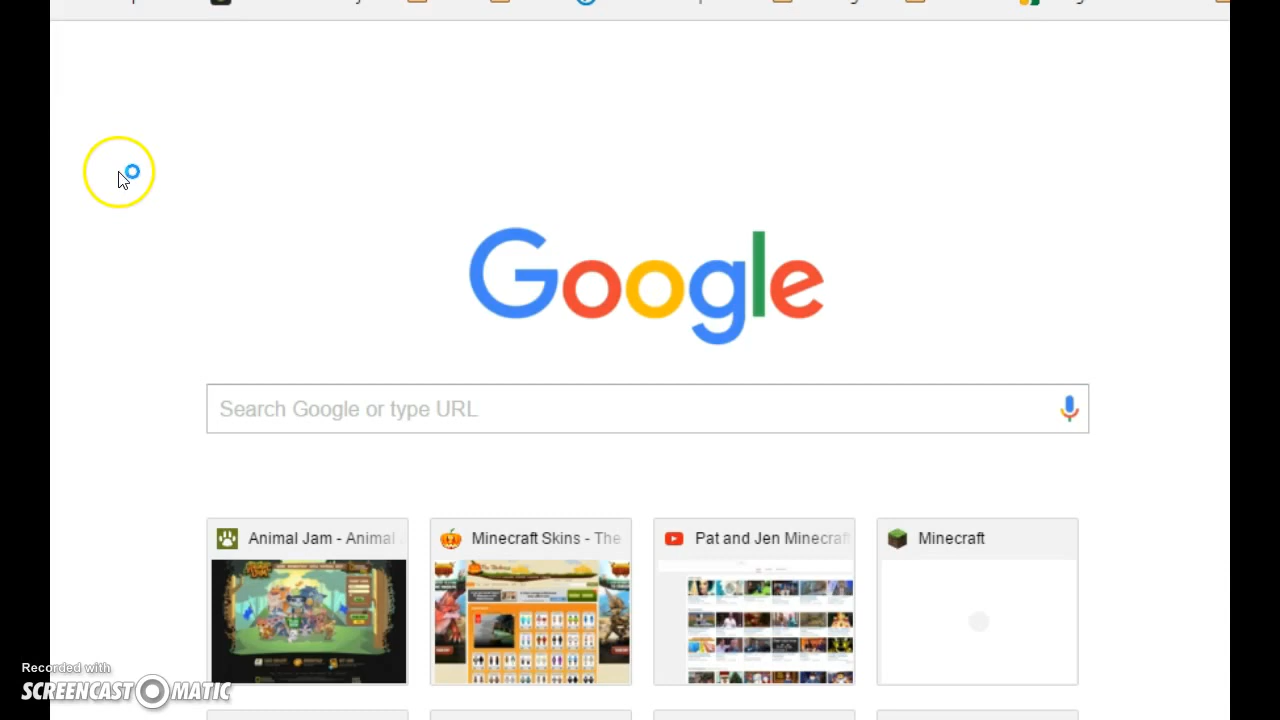 Google
Search Google or type URL
Animal Jam - Animal
Minecraft Skins - The
Pat and Jen Minecraft
Minecraft
Recorded with
SCREENCAST MATIC